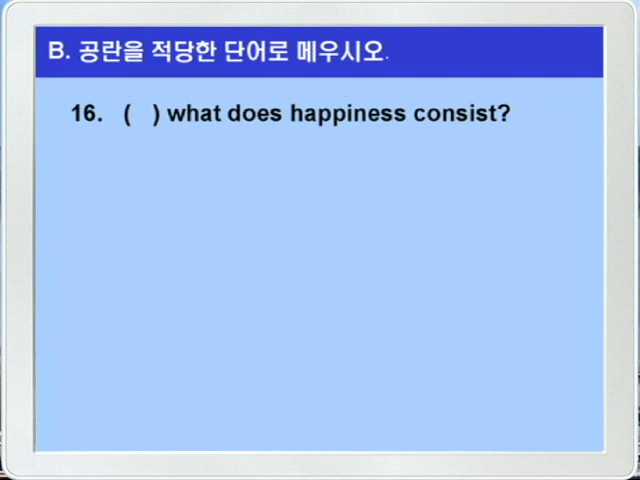 B. 공란을 적당한 단어로 메우시오.
16. ( ) what does happiness consist?